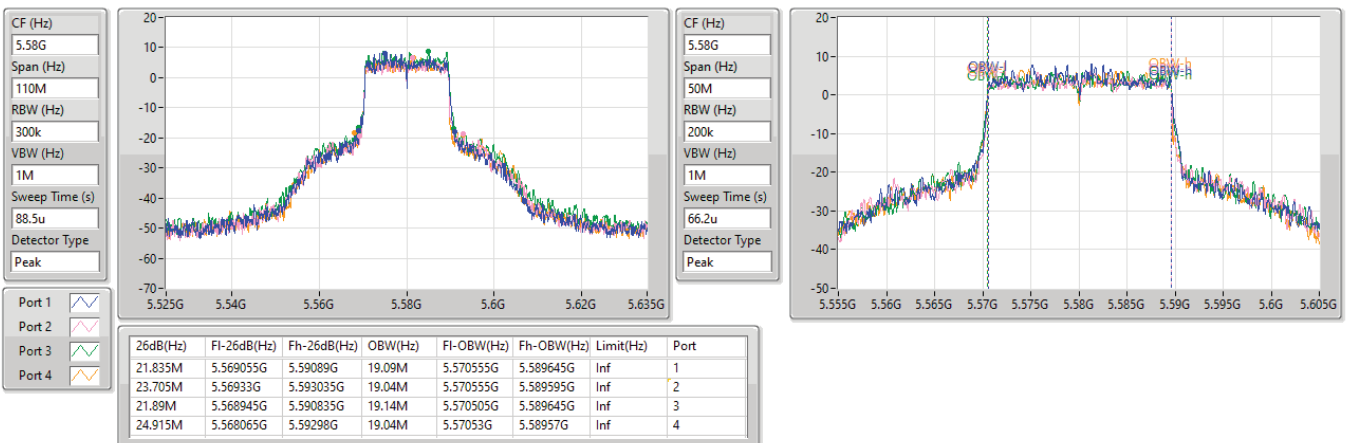 CF (Hz)
5.58G
Span (Hz)
110M
RBW (Hz)
300k
VBW (Hz)
1M
Sweep Time (s)
88.5u
Detector Type
Peak
20
10
0
-10
-20
-30
-40
-50
-60
-70
5.525G 5.54G 5.56G 5.58G 5.6G 5.62G 5.635G
CF (Hz)
5.58G
Span (Hz)
50M
RBW (Hz)
200k
VBW (Hz)
1M
Sweep Time (s)
66.2u
Detector Type
Peak
20
10
0
-10
-20
-30
-40
-50
OBW-h
OBW-h
5.555G 5.56G 5.565G 5.57G 5.575G 5.58G 5.585G 5.59G 5.595G 5.6G 5.605G
Port 1
Port 2
Port 3
Port 4
26dB(Hz) Fl-26dB(Hz) Fh-26dB(Hz) OBW(Hz) Fl-OBW(Hz) Fh-OBW(Hz) Limit(Hz) Port
21.835M 5.569055G 5.59089G 19.09M 5.570555G 5.589645G Inf 1
23.705M 5.56933G 5.593035G 19.04M 5.570555G 5.589595G Inf 2
21.89M 5.568945G 5.590835G 19.14M 5.570505G 5.589645G Inf 3
24.915M 5.568065G 5.59298G 19.04M 5.57053G 5.58957G Inf 4